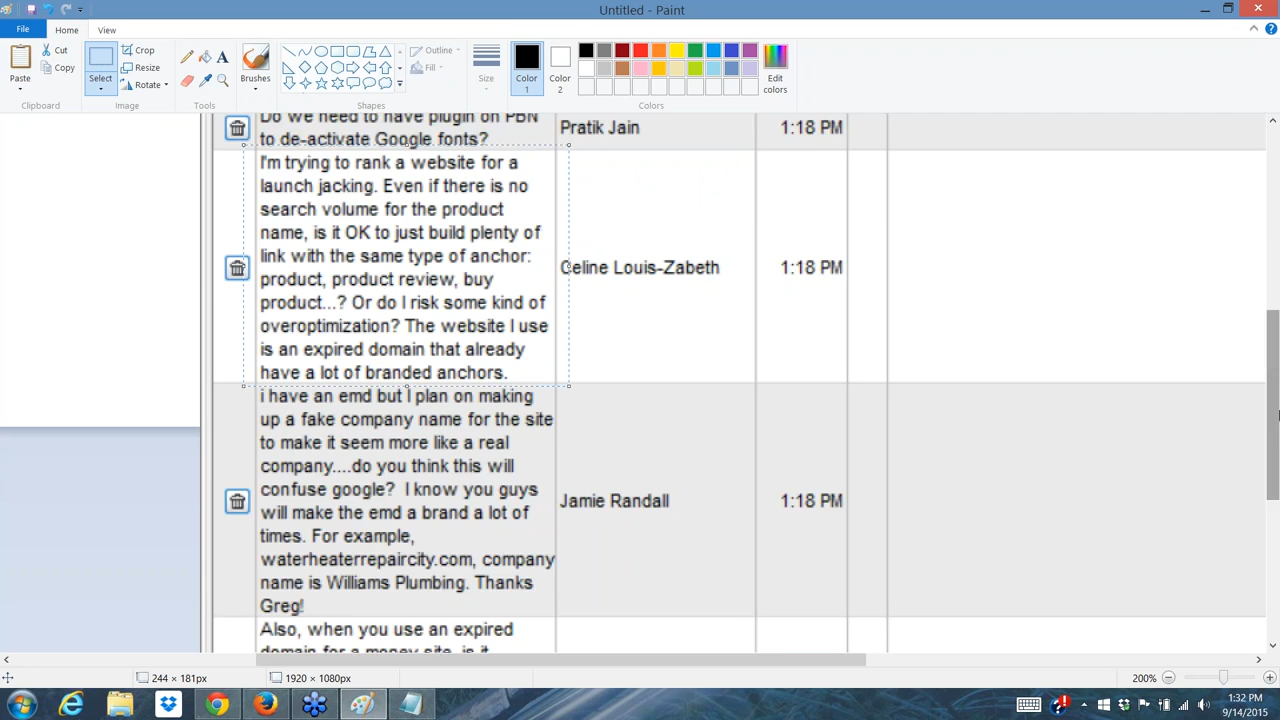 Untitled - Paint
File
Home
View
Paste
Cut
Copy
Clipboard
Select
Crop
Resize
Rotate
Image
A
Tools
Brushes
Shapes
Outline
Fill
Size
Color
1
Color
2
Edit
colors
Colors
Do we need to have plugin on PBN
to de-activate Google fonts?
Pratik Jain
1:18 PM
I'm trying to rank a website for a
launch jacking. Even if there is no
search volume for the product
name, is it OK to just build plenty of
link with the same type of anchor:
product, product review, buy
product...? Or do I risk some kind of
overoptimization? The website I use
is an expired domain that already
have a lot of branded anchors.
Celine Louis-Zabeth
1:18 PM
i have an emd but I plan on making
up a fake company name for the site
to make it seem more like a real
company....do you think this will
confuse google?  I know you guys
will make the emd a brand a lot of
times. For example,
waterheaterrepaircity.com, company
name is Williams Plumbing. Thanks
Greg!
Jamie Randall
1:18 PM
Also, when you use an expired
domain for a money site, is it
244 × 181px
1920 × 1080px
200%
1:32 PM
9/14/2015